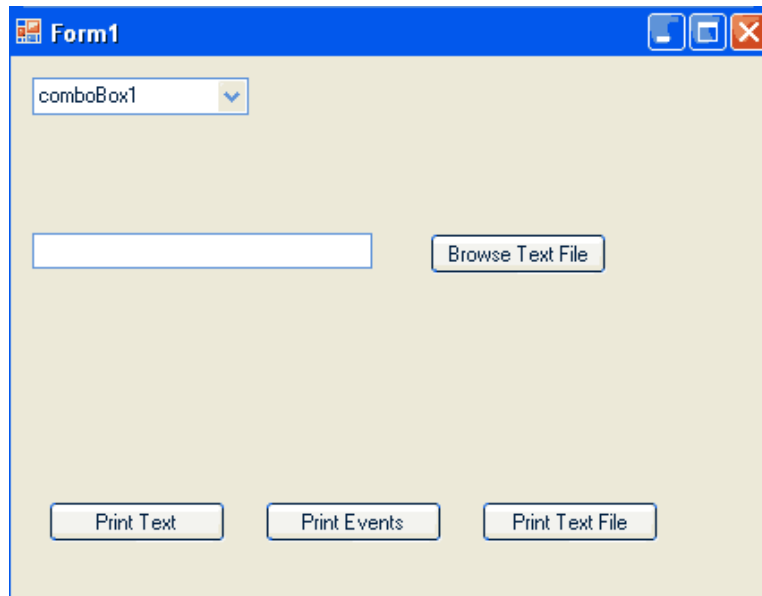 Form1
comboBox1
Browse Text File
Print Text
Print Events
Print Text File